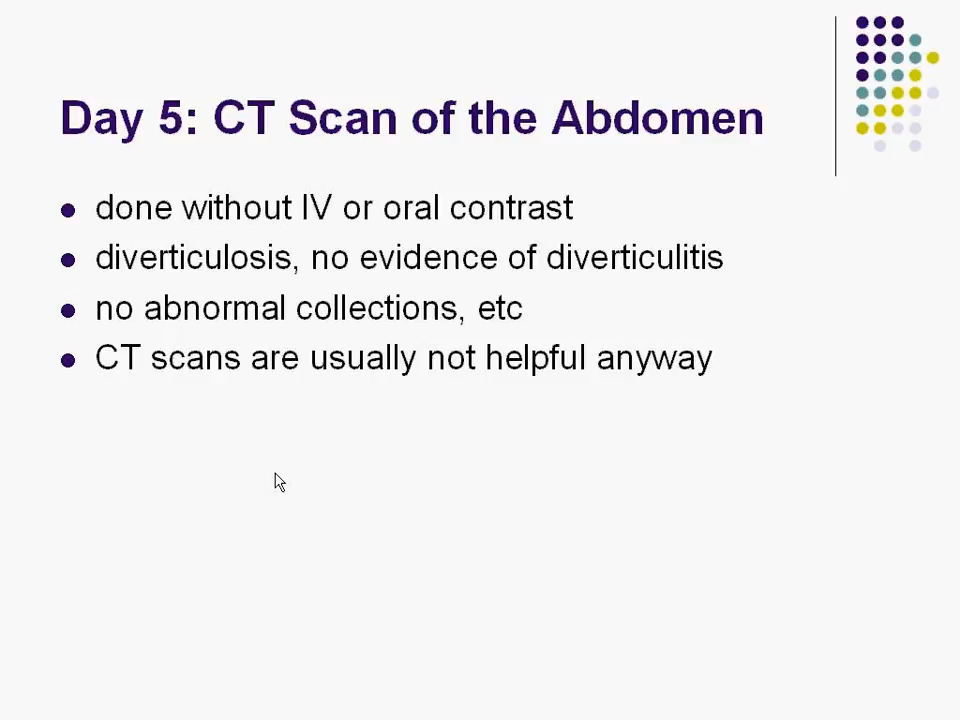 Day 5: CT Scan of the Abdomen
done without IV or oral contrast
diverticulosis, no evidence of diverticulitis
no abnormal collections, etc
CT scans are usually not helpful anyway